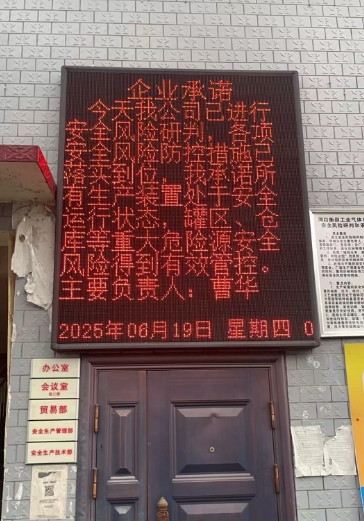 企业承诺
今天我公司已进行
安全风险研判，各项
安全风险防控措施已
落实到位，我承诺所
有生产装置处于安全
运行状态，罐区、仓
库等重大危险源安全
风险得到有效管控。
主要负责人：曹华
2025年06月19日 星期四 0
办公室
会议室
贸易部
安全生产管理部
安全生产技术部